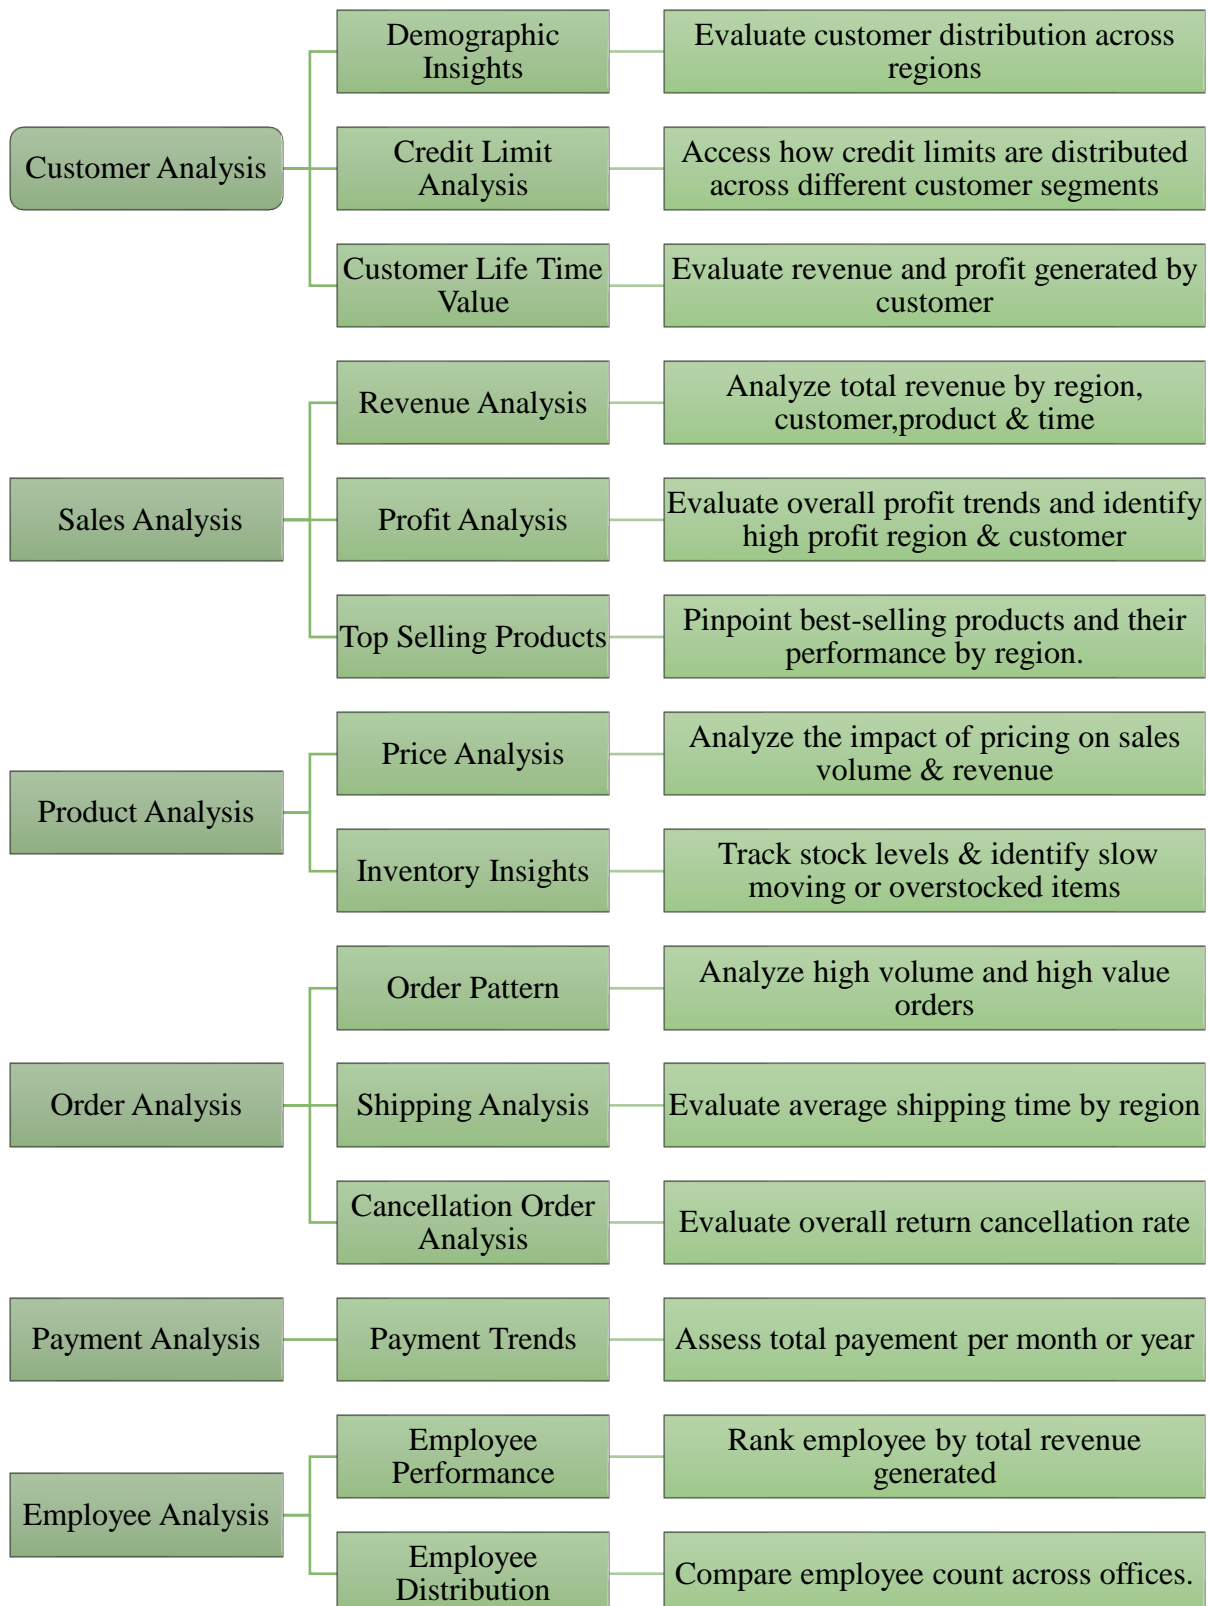 Demographic
Insights
Evaluate customer distribution across
regions
Customer Analysis
Credit Limit
Analysis
Access how credit limits are distributed
across different customer segments
Customer Life Time
Value
Evaluate revenue and profit generated by
customer
Revenue Analysis
Analyze total revenue by region,
customer,product & time
Sales Analysis
Profit Analysis
Evaluate overall profit trends and identify
high profit region & customer
Top Selling Products
Pinpoint best-selling products and their
performance by region.
Product Analysis
Price Analysis
Analyze the impact of pricing on sales
volume & revenue
Inventory Insights
Track stock levels & identify slow
moving or overstocked items
Order Pattern
Analyze high volume and high value
orders
Order Analysis
Shipping Analysis
Evaluate average shipping time by region
Cancellation Order
Analysis
Evaluate overall return cancellation rate
Payment Analysis
Payment Trends
Assess total payement per month or year
Employee Analysis
Employee
Performance
Rank employee by total revenue
generated
Employee
Distribution
Compare employee count across offices.